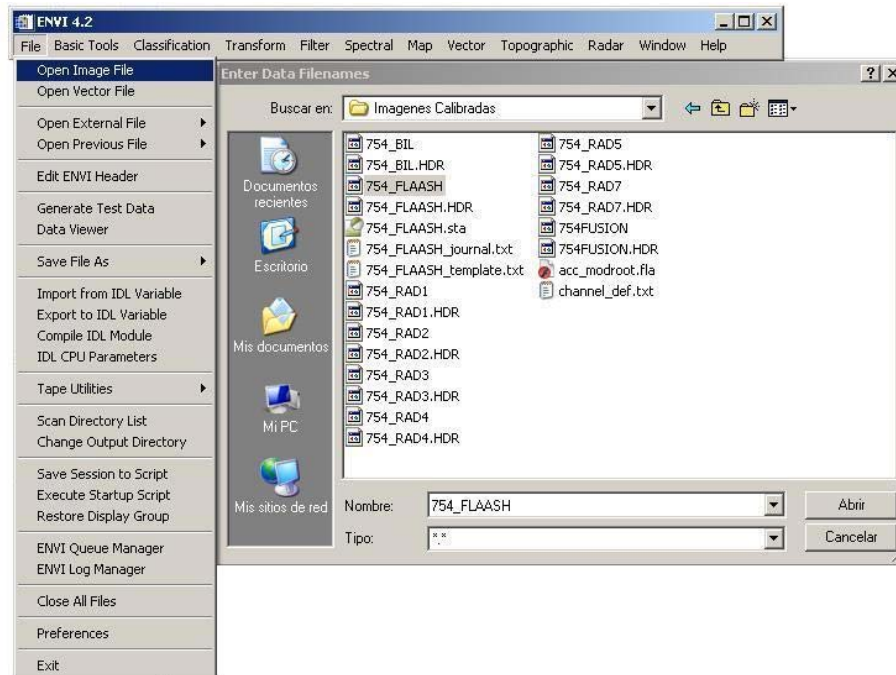 ENVI 4.2
File Basic Tools Classification Transform Filter Spectral Map Vector Topographic Radar Window Help
Open Image File
Open Vector File
Open External File
Open Previous File
Edit ENVI Header
Generate Test Data
Data Viewer
Save File As
Import from IDL Variable
Export to IDL Variable
Compile IDL Module
IDL CPU Parameters
Tape Utilities
Scan Directory List
Change Output Directory
Save Session to Script
Execute Startup Script
Restore Display Group
ENVI Queue Manager
ENVI Log Manager
Close All Files
Preferences
Exit
Enter Data Filenames
Buscar en: Imagenes Calibradas
Documentos
recientes
Escritorio
Mis documentos
Mi PC
Mis sitios de red
754_BIL
754_BIL.HDR
754_FLAASH
754_FLAASH.HDR
754_FLAASH.sta
754_FLAASH_journal.txt
754_FLAASH_template.txt
754_RAD1
754_RAD1.HDR
754_RAD2
754_RAD2.HDR
754_RAD3
754_RAD3.HDR
754_RAD4
754_RAD4.HDR
754_RAD5
754_RAD5.HDR
754_RAD7
754_RAD7.HDR
754FUSION
754FUSION.HDR
acc_modroot.fla
channel_def.txt
Nombre: 754_FLAASH Abrir
Tipo: *.* Cancelar